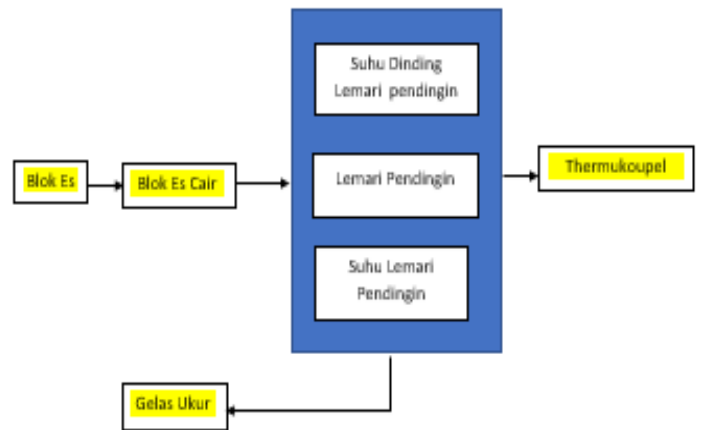 Suhu Dinding
Lemari pendingin
Blok Es
Blok Es Cair
Lemari Pendingin
Thermukoupel
Suhu Lemari
Pendingin
Gelas Ukur